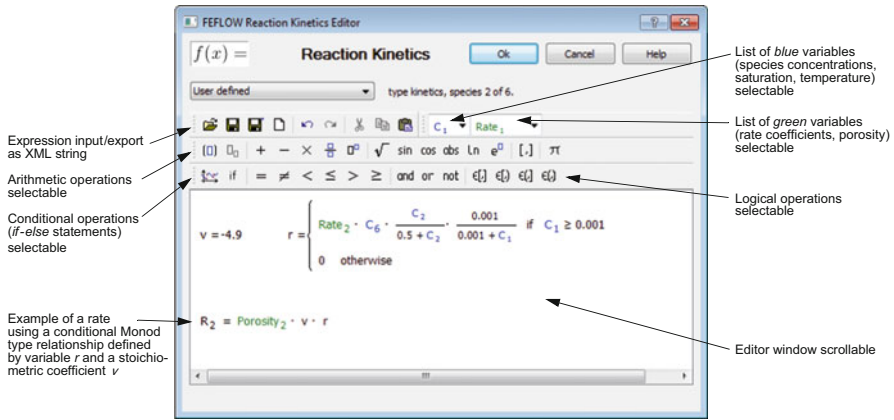 FEFLOW Reaction Kinetics Editor
f(x) = Reaction Kinetics Ok Cancel Help
User defined type kinetics, species 2 of 6.
C₁ Rate₁
(▯) ▯▯ + − × ▯/▯ ▯▯ √ sin cos abs ln e▯ [.] π
if = ≠ < ≤ > ≥ and or not ϵ[,] ϵ(,) ϵ(,] ϵ[,)
v = -4.9 r = { Rate₂ · C₆ · C₂ / (0.5 + C₂) · 0.001 / (0.001 + C₁) if C₁ ≥ 0.001
0 otherwise
R₂ = Porosity₂ · v · r
Expression input/export
as XML string
Arithmetic operations
selectable
Conditional operations
(if-else statements)
selectable
Example of a rate
using a conditional Monod
type relationship defined
by variable r and a stoichio-
metric coefficient v
List of blue variables
(species concentrations,
saturation, temperature)
selectable
List of green variables
(rate coefficients, porosity)
selectable
Logical operations
selectable
Editor window scrollable